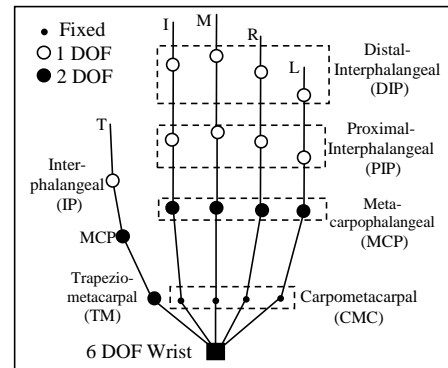 Fixed
1 DOF
2 DOF
I
M
R
L
T
Distal-
Interphalangeal
(DIP)
Proximal-
Interphalangeal
(PIP)
Inter-
phalangeal
(IP)
Meta-
carpophalangeal
(MCP)
MCP
Trapezio-
metacarpal
(TM)
Carpometacarpal
(CMC)
6 DOF Wrist